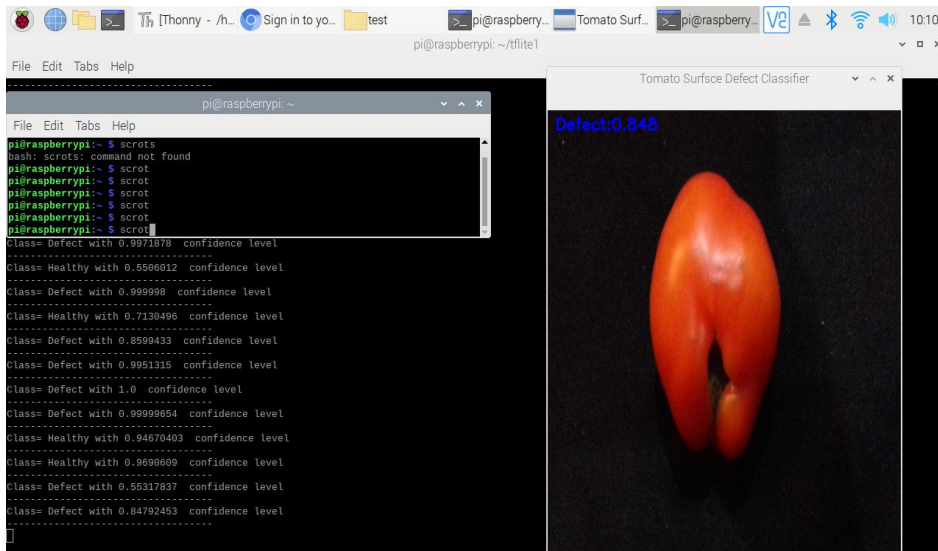 Th [Thonny - /h... Sign in to yo... test pi@raspberry... Tomato Surf... pi@raspberry... V2 10:10
pi@raspberrypi: ~/tflite1
File Edit Tabs Help
-----------------------------------
pi@raspberrypi: ~
File Edit Tabs Help
pi@raspberrypi:~ $ scrots
bash: scrots: command not found
pi@raspberrypi:~ $ scrot
pi@raspberrypi:~ $ scrot
pi@raspberrypi:~ $ scrot
pi@raspberrypi:~ $ scrot
pi@raspberrypi:~ $ scrot
pi@raspberrypi:~ $ scrot
Class= Defect with 0.9971878 confidence level
-----------------------------------
Class= Healthy with 0.5506012 confidence level
-----------------------------------
Class= Defect with 0.999998 confidence level
-----------------------------------
Class= Healthy with 0.7130496 confidence level
-----------------------------------
Class= Defect with 0.8599433 confidence level
-----------------------------------
Class= Defect with 0.9951315 confidence level
-----------------------------------
Class= Defect with 1.0 confidence level
-----------------------------------
Class= Defect with 0.99999654 confidence level
-----------------------------------
Class= Healthy with 0.94670403 confidence level
-----------------------------------
Class= Healthy with 0.9690609 confidence level
-----------------------------------
Class= Defect with 0.55317837 confidence level
-----------------------------------
Class= Defect with 0.84792453 confidence level
-----------------------------------
Tomato Surfsce Defect Classifier
Defect:0.848